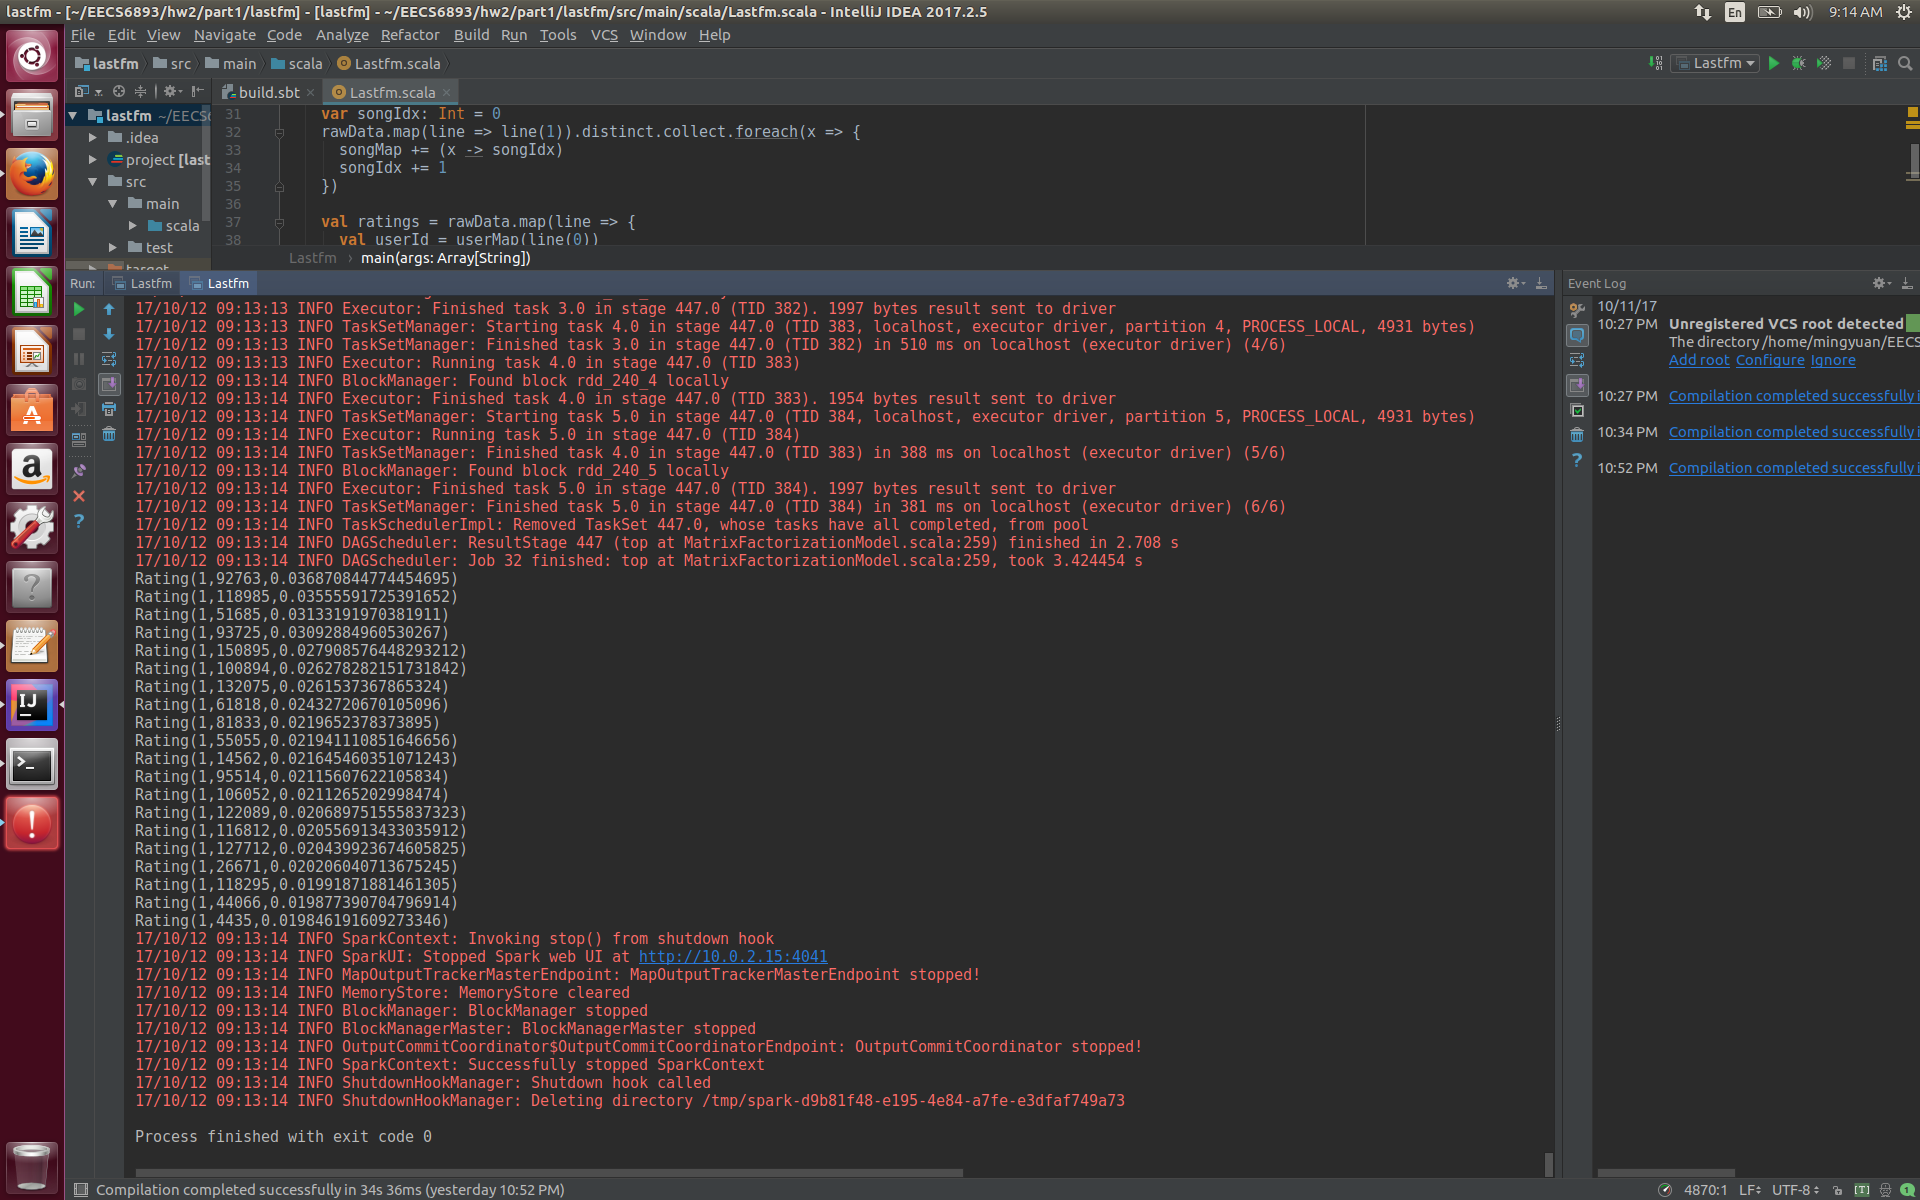 lastfm - [~/EECS6893/hw2/part1/lastfm] - [lastfm] - ~/EECS6893/hw2/part1/lastfm/src/main/scala/Lastfm.scala - IntelliJ IDEA 2017.2.5
En
9:14 AM
File Edit View Navigate Code Analyze Refactor Build Run Tools VCS Window Help
lastfm src main scala Lastfm.scala
Lastfm
build.sbt
Lastfm.scala
lastfm ~/EECS
.idea
project [last
src
main
scala
test
target
31 var songIdx: Int = 0
32 rawData.map(line => line(1)).distinct.collect.foreach(x => {
33 songMap += (x -> songIdx)
34 songIdx += 1
35 })
36
37 val ratings = rawData.map(line => {
38 val userId = userMap(line(0))
Lastfm › main(args: Array[String])
Run: Lastfm Lastfm
17/10/12 09:13:13 INFO Executor: Finished task 3.0 in stage 447.0 (TID 382). 1997 bytes result sent to driver
17/10/12 09:13:13 INFO TaskSetManager: Starting task 4.0 in stage 447.0 (TID 383, localhost, executor driver, partition 4, PROCESS_LOCAL, 4931 bytes)
17/10/12 09:13:13 INFO TaskSetManager: Finished task 3.0 in stage 447.0 (TID 382) in 510 ms on localhost (executor driver) (4/6)
17/10/12 09:13:13 INFO Executor: Running task 4.0 in stage 447.0 (TID 383)
17/10/12 09:13:14 INFO BlockManager: Found block rdd_240_4 locally
17/10/12 09:13:14 INFO Executor: Finished task 4.0 in stage 447.0 (TID 383). 1954 bytes result sent to driver
17/10/12 09:13:14 INFO TaskSetManager: Starting task 5.0 in stage 447.0 (TID 384, localhost, executor driver, partition 5, PROCESS_LOCAL, 4931 bytes)
17/10/12 09:13:14 INFO Executor: Running task 5.0 in stage 447.0 (TID 384)
17/10/12 09:13:14 INFO TaskSetManager: Finished task 4.0 in stage 447.0 (TID 383) in 388 ms on localhost (executor driver) (5/6)
17/10/12 09:13:14 INFO BlockManager: Found block rdd_240_5 locally
17/10/12 09:13:14 INFO Executor: Finished task 5.0 in stage 447.0 (TID 384). 1997 bytes result sent to driver
17/10/12 09:13:14 INFO TaskSetManager: Finished task 5.0 in stage 447.0 (TID 384) in 381 ms on localhost (executor driver) (6/6)
17/10/12 09:13:14 INFO TaskSchedulerImpl: Removed TaskSet 447.0, whose tasks have all completed, from pool
17/10/12 09:13:14 INFO DAGScheduler: ResultStage 447 (top at MatrixFactorizationModel.scala:259) finished in 2.708 s
17/10/12 09:13:14 INFO DAGScheduler: Job 32 finished: top at MatrixFactorizationModel.scala:259, took 3.424454 s
Rating(1,92763,0.036870844774454695)
Rating(1,118985,0.03555591725391652)
Rating(1,51685,0.03133191970381911)
Rating(1,93725,0.03092884960530267)
Rating(1,150895,0.027908576448293212)
Rating(1,100894,0.026278282151731842)
Rating(1,132075,0.0261537367865324)
Rating(1,61818,0.02432720670105096)
Rating(1,81833,0.0219652378373895)
Rating(1,55055,0.021941110851646656)
Rating(1,14562,0.021645460351071243)
Rating(1,95514,0.02115607622105834)
Rating(1,106052,0.0211265202998474)
Rating(1,122089,0.020689751555837323)
Rating(1,116812,0.020556913433035912)
Rating(1,127712,0.020439923674605825)
Rating(1,26671,0.020206040713675245)
Rating(1,118295,0.01991871881461305)
Rating(1,44066,0.019877390704796914)
Rating(1,4435,0.019846191609273346)
17/10/12 09:13:14 INFO SparkContext: Invoking stop() from shutdown hook
17/10/12 09:13:14 INFO SparkUI: Stopped Spark web UI at http://10.0.2.15:4041
17/10/12 09:13:14 INFO MapOutputTrackerMasterEndpoint: MapOutputTrackerMasterEndpoint stopped!
17/10/12 09:13:14 INFO MemoryStore: MemoryStore cleared
17/10/12 09:13:14 INFO BlockManager: BlockManager stopped
17/10/12 09:13:14 INFO BlockManagerMaster: BlockManagerMaster stopped
17/10/12 09:13:14 INFO OutputCommitCoordinator$OutputCommitCoordinatorEndpoint: OutputCommitCoordinator stopped!
17/10/12 09:13:14 INFO SparkContext: Successfully stopped SparkContext
17/10/12 09:13:14 INFO ShutdownHookManager: Shutdown hook called
17/10/12 09:13:14 INFO ShutdownHookManager: Deleting directory /tmp/spark-d9b81f48-e195-4e84-a7fe-e3dfaf749a73
Process finished with exit code 0
Event Log
10/11/17
10:27 PM Unregistered VCS root detected
The directory /home/mingyuan/EECS
Add root Configure Ignore
10:27 PM Compilation completed successfully i
10:34 PM Compilation completed successfully i
10:52 PM Compilation completed successfully i
Compilation completed successfully in 34s 36ms (yesterday 10:52 PM)
4870:1 LF÷ UTF-8÷ [T] 1